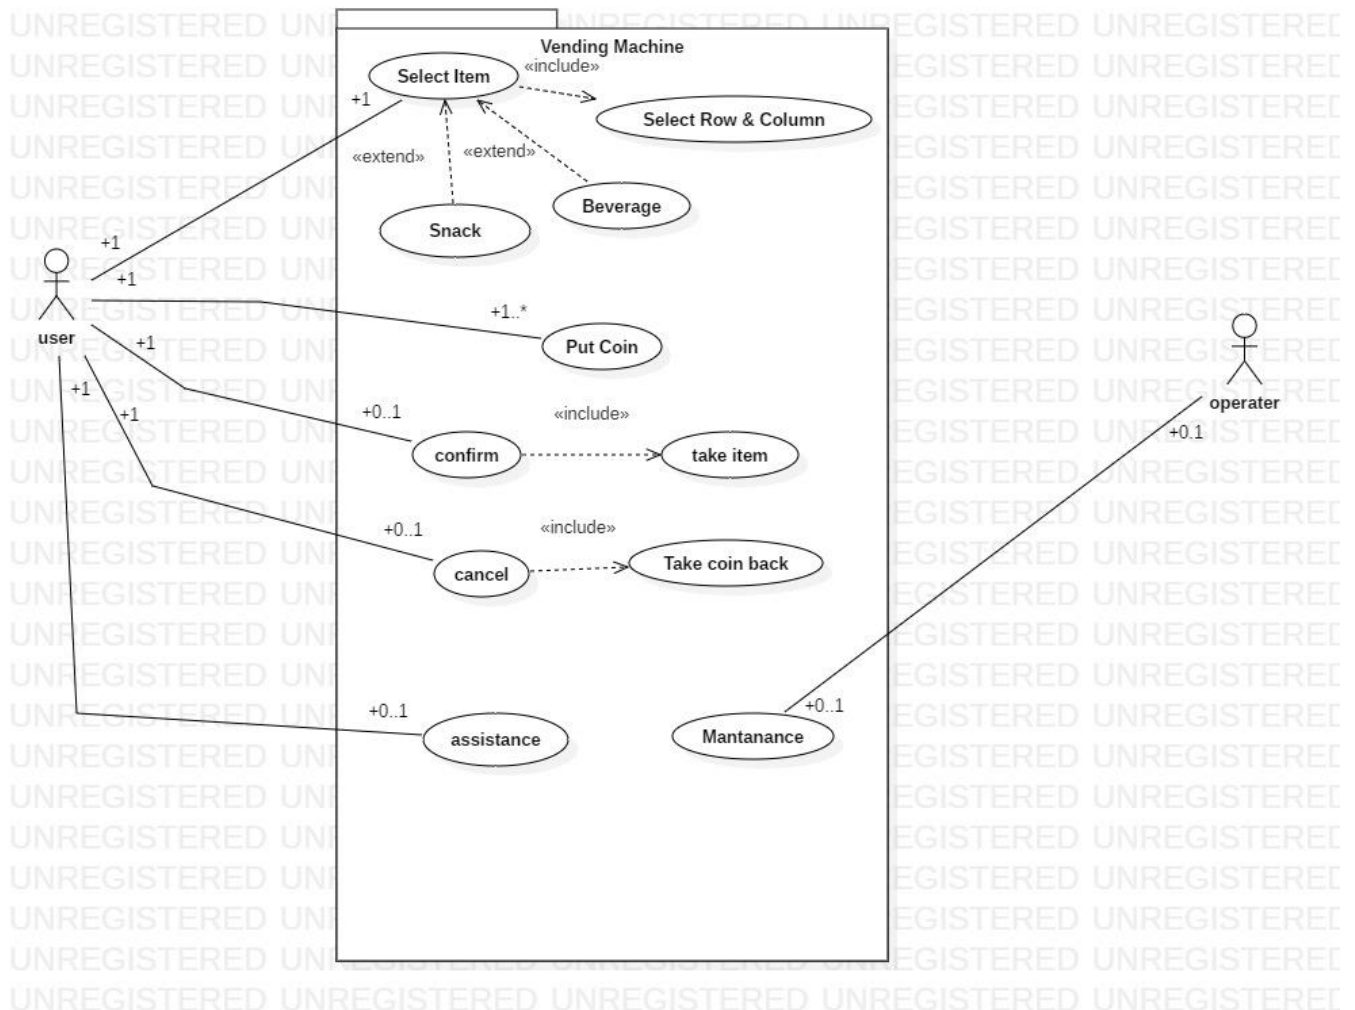 Vending Machine
Select Item
«include»
+1
Select Row & Column
«extend»
«extend»
Beverage
Snack
+1
+1
+1..*
user
+1
Put Coin
operater
+1
+1
+0..1
«include»
+0.1
confirm
take item
+0..1
«include»
cancel
Take coin back
+0..1
+0..1
assistance
Mantanance
UNREGISTERED